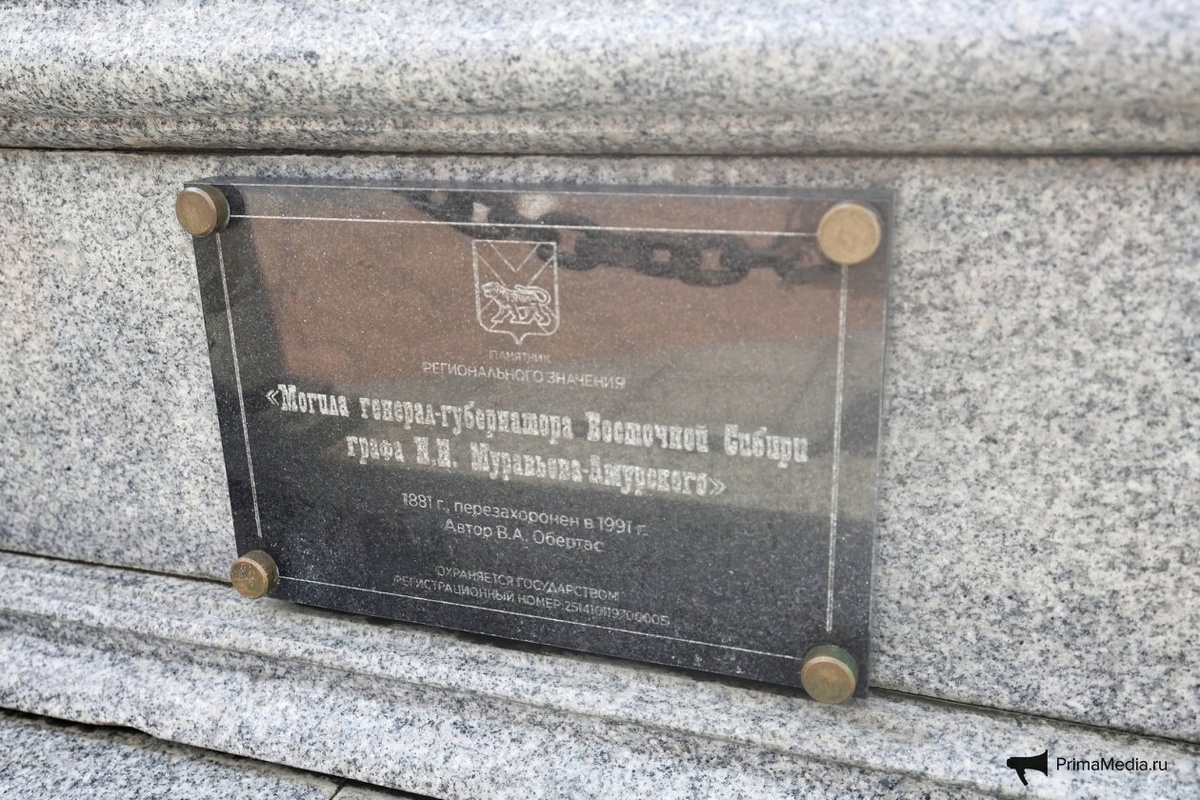 ПАМЯТНИК
РЕГИОНАЛЬНОГО ЗНАЧЕНИЯ
«Могила генерал-губернатора Восточной Сибири
графа Н.Н. Муравьева-Амурского»
1881 г., перезахоронен в 1991 г.
Автор В.А. Обертас
ОХРАНЯЕТСЯ ГОСУДАРСТВОМ
РЕГИСТРАЦИОННЫЙ НОМЕР: 251410119700005
PrimaMedia.ru